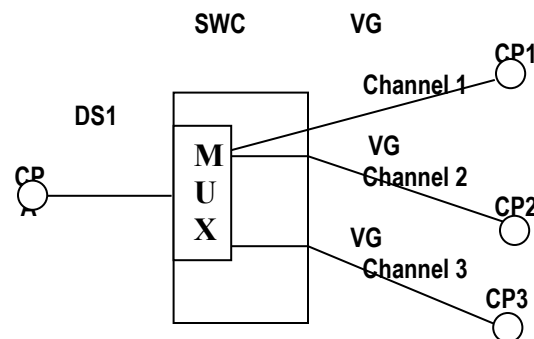 SWC VG
CP1
Channel 1
DS1
M
U
X
VG
Channel 2
CP
A
CP2
VG
Channel 3
CP3